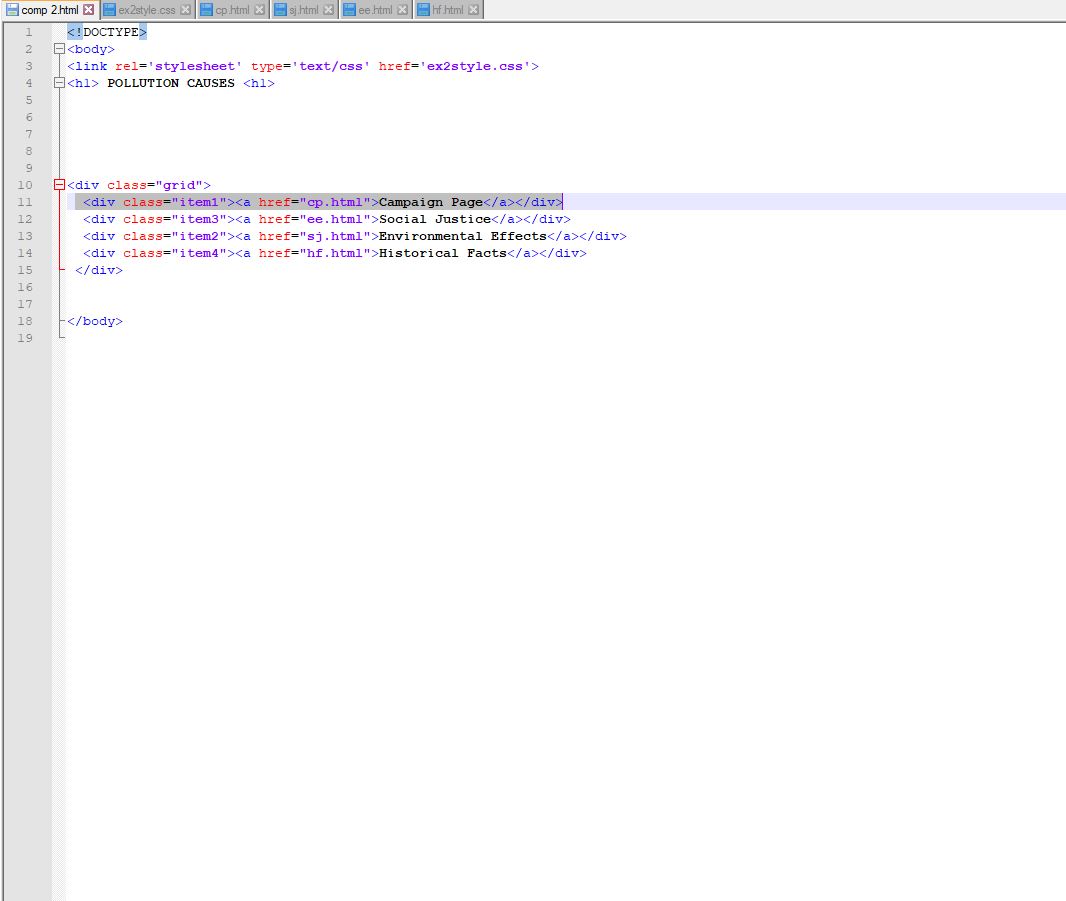 comp 2.html ex2style.css cp.html sj.html ee.html hf.html
1 <!DOCTYPE>
2 <body>
3 <link rel='stylesheet' type='text/css' href='ex2style.css'>
4 <h1> POLLUTION CAUSES <h1>
5
6
7
8
9
10 <div class="grid">
11 <div class="item1"><a href="cp.html">Campaign Page</a></div>
12 <div class="item3"><a href="ee.html">Social Justice</a></div>
13 <div class="item2"><a href="sj.html">Environmental Effects</a></div>
14 <div class="item4"><a href="hf.html">Historical Facts</a></div>
15 </div>
16
17
18 </body>
19